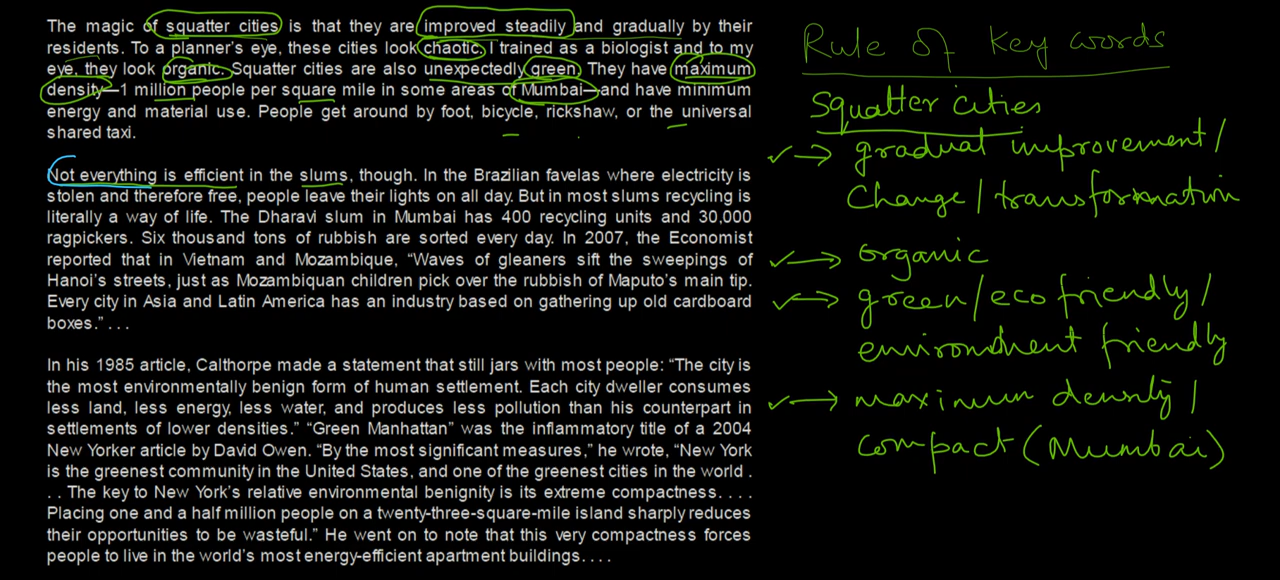 The magic of squatter cities is that they are improved steadily and gradually by their
residents. To a planner's eye, these cities look chaotic. I trained as a biologist and to my
eye, they look organic. Squatter cities are also unexpectedly green. They have maximum
density—1 million people per square mile in some areas of Mumbai—and have minimum
energy and material use. People get around by foot, bicycle, rickshaw, or the universal
shared taxi.
Not everything is efficient in the slums, though. In the Brazilian favelas where electricity is
stolen and therefore free, people leave their lights on all day. But in most slums recycling is
literally a way of life. The Dharavi slum in Mumbai has 400 recycling units and 30,000
ragpickers. Six thousand tons of rubbish are sorted every day. In 2007, the Economist
reported that in Vietnam and Mozambique, “Waves of gleaners sift the sweepings of
Hanoi's streets, just as Mozambiquan children pick over the rubbish of Maputo's main tip.
Every city in Asia and Latin America has an industry based on gathering up old cardboard
boxes.” . . .
In his 1985 article, Calthorpe made a statement that still jars with most people: “The city is
the most environmentally benign form of human settlement. Each city dweller consumes
less land, less energy, less water, and produces less pollution than his counterpart in
settlements of lower densities.” “Green Manhattan” was the inflammatory title of a 2004
New Yorker article by David Owen. “By the most significant measures,” he wrote, “New York
is the greenest community in the United States, and one of the greenest cities in the world .
. . The key to New York's relative environmental benignity is its extreme compactness. . . .
Placing one and a half million people on a twenty-three-square-mile island sharply reduces
their opportunities to be wasteful.” He went on to note that this very compactness forces
people to live in the world's most energy-efficient apartment buildings. . . .
Rule of key words
Squatter cities
gradual improvement/
Change/transformation
organic
green/eco friendly/
environment friendly
maximum density/
compact (Mumbai)